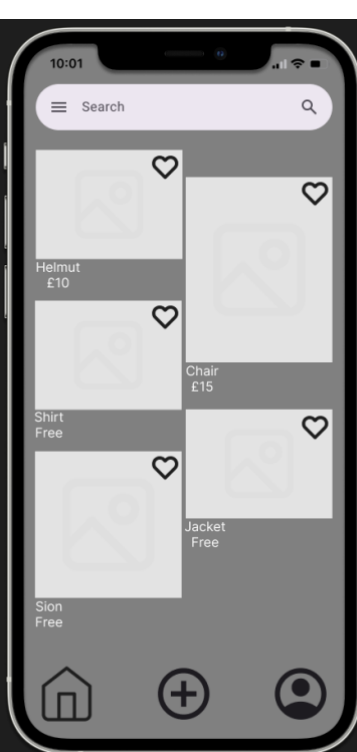 10:01
Search
Helmut
£10
Chair
£15
Shirt
Free
Jacket
Free
Sion
Free